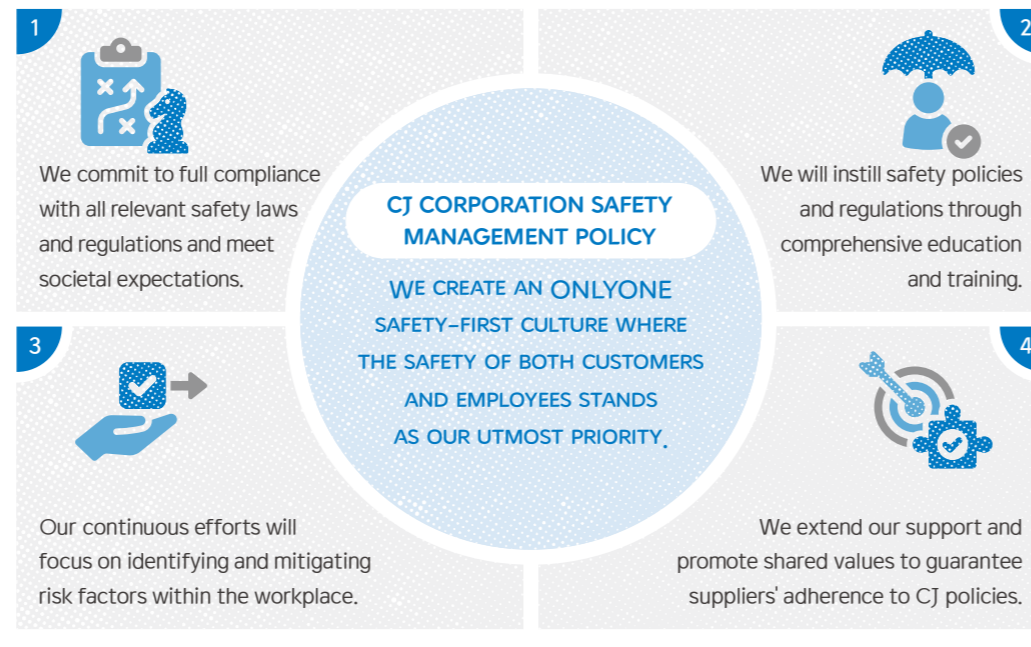 1
We commit to full compliance
with all relevant safety laws
and regulations and meet
societal expectations.
2
We will instill safety policies
and regulations through
comprehensive education
and training.
CJ CORPORATION SAFETY
MANAGEMENT POLICY
WE CREATE AN ONLYONE
SAFETY-FIRST CULTURE WHERE
THE SAFETY OF BOTH CUSTOMERS
AND EMPLOYEES STANDS
AS OUR UTMOST PRIORITY.
3
Our continuous efforts will
focus on identifying and mitigating
risk factors within the workplace.
4
We extend our support and
promote shared values to guarantee
suppliers' adherence to CJ policies.